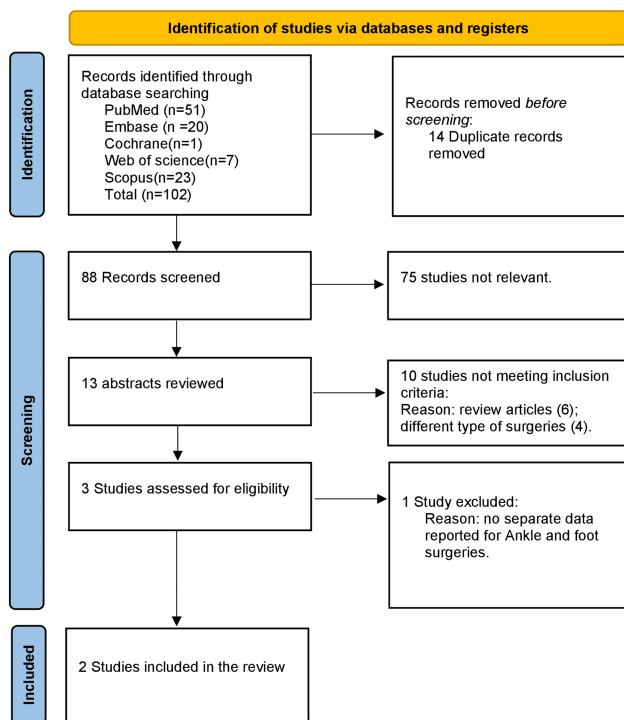 Identification of studies via databases and registers
Identification
Records identified through
database searching
PubMed (n=51)
Embase (n =20)
Cochrane(n=1)
Web of science(n=7)
Scopus(n=23)
Total (n=102)
Records removed before
screening:
14 Duplicate records
removed
Screening
88 Records screened
75 studies not relevant.
13 abstracts reviewed
10 studies not meeting inclusion
criteria:
Reason: review articles (6);
different type of surgeries (4).
3 Studies assessed for eligibility
1 Study excluded:
Reason: no separate data
reported for Ankle and foot
surgeries.
Included
2 Studies included in the review